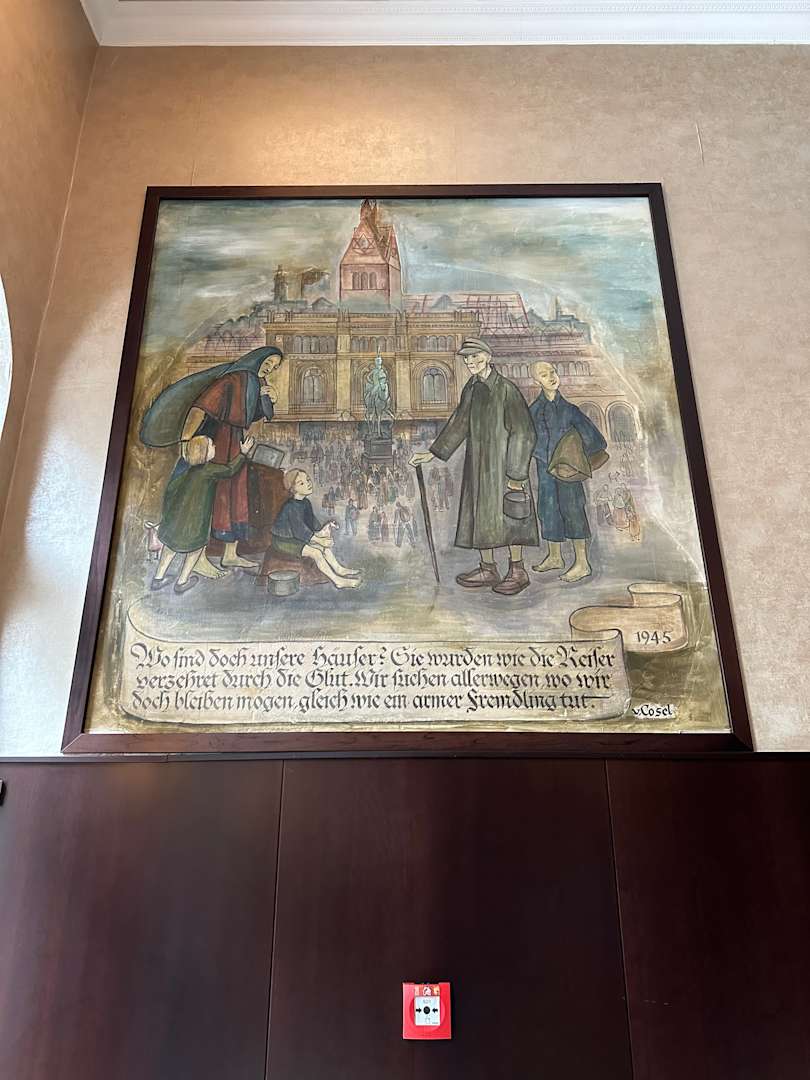 1945
Wo sind doch unsere Häuser? Sie wurden wie die Reiser
verzehret durch die Glut. Wir suchen allerwegen wo wir
doch bleiben mögen gleich wie ein armer Fremdling tut.
v.Cosel